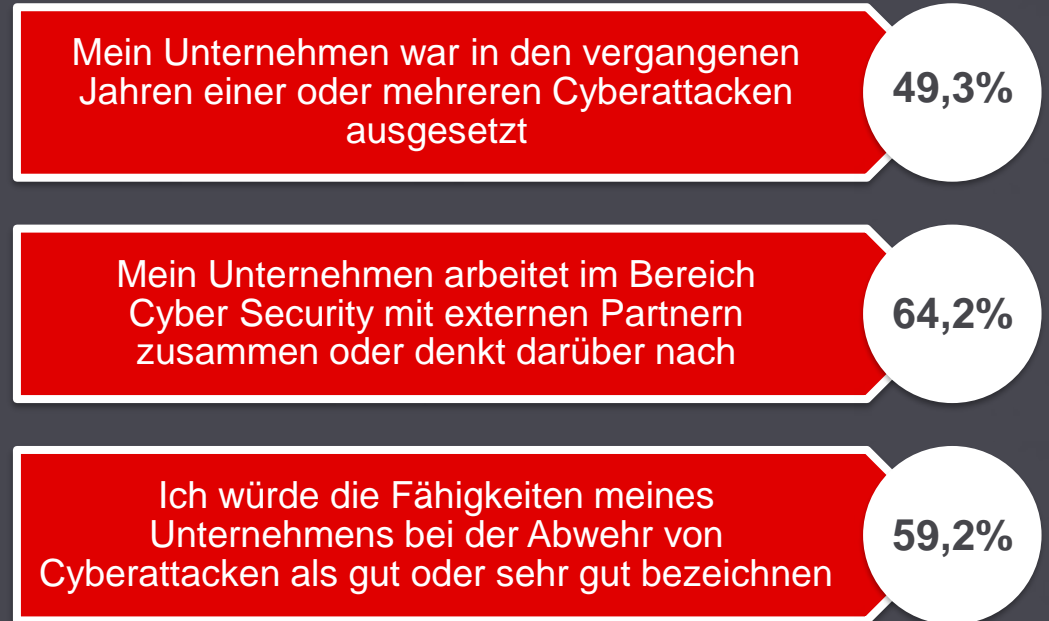 Mein Unternehmen war in den vergangenen
Jahren einer oder mehreren Cyberattacken
ausgesetzt
49,3%
Mein Unternehmen arbeitet im Bereich
Cyber Security mit externen Partnern
zusammen oder denkt darüber nach
64,2%
Ich würde die Fähigkeiten meines
Unternehmens bei der Abwehr von
Cyberattacken als gut oder sehr gut bezeichnen
59,2%